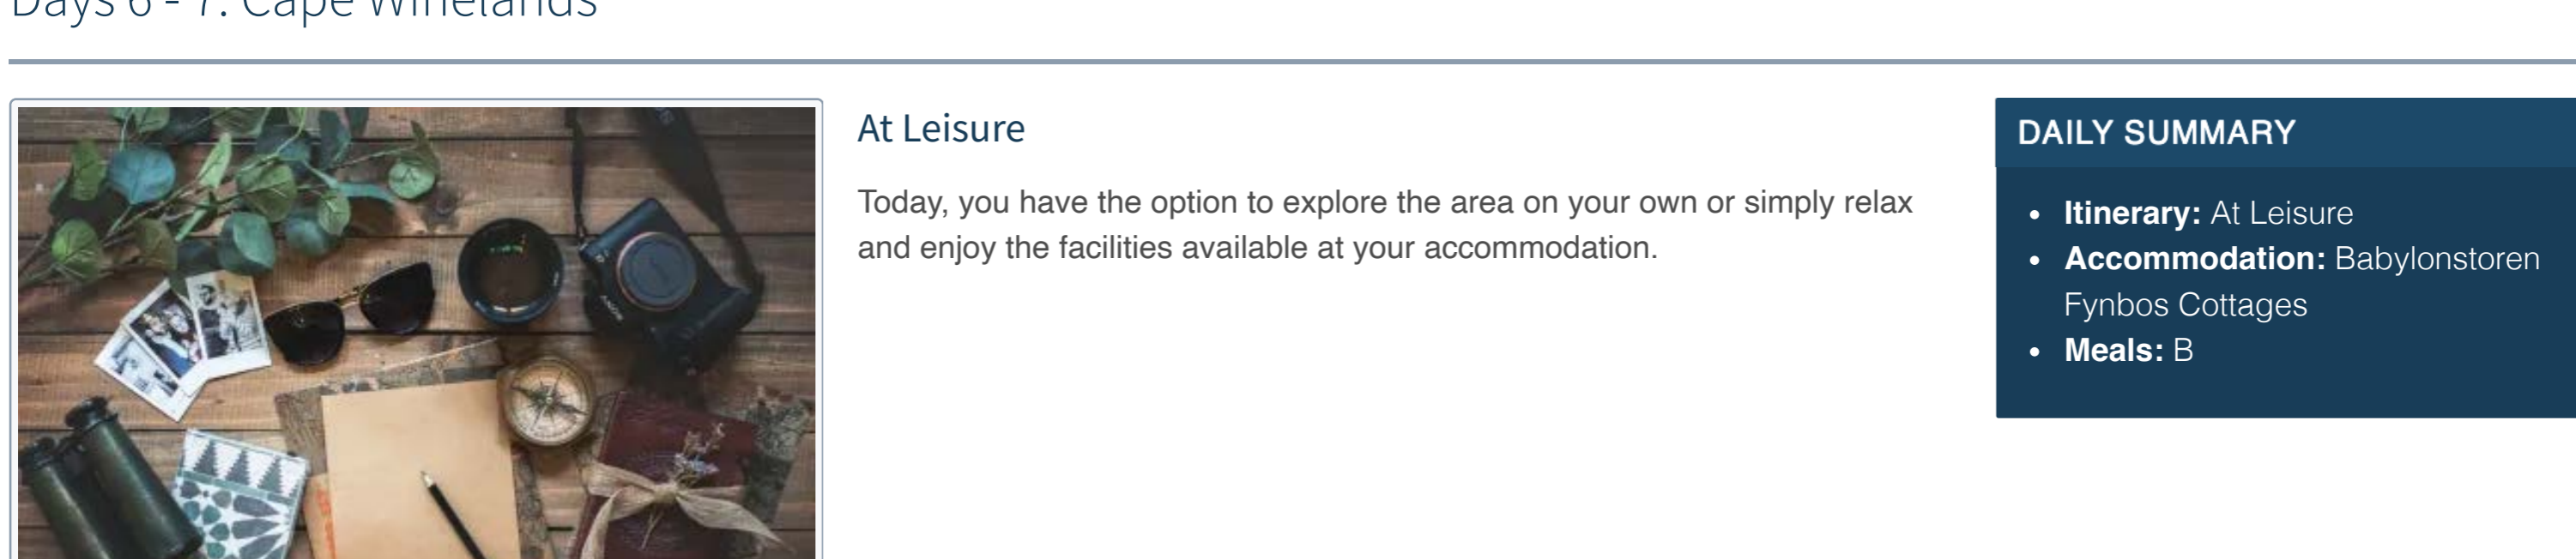 Days 6 - 7: Cape Winelands
At Leisure
Today, you have the option to explore the area on your own or simply relax
and enjoy the facilities available at your accommodation.
DAILY SUMMARY
• Itinerary: At Leisure
• Accommodation: Babylonstoren
Fynbos Cottages
• Meals: B